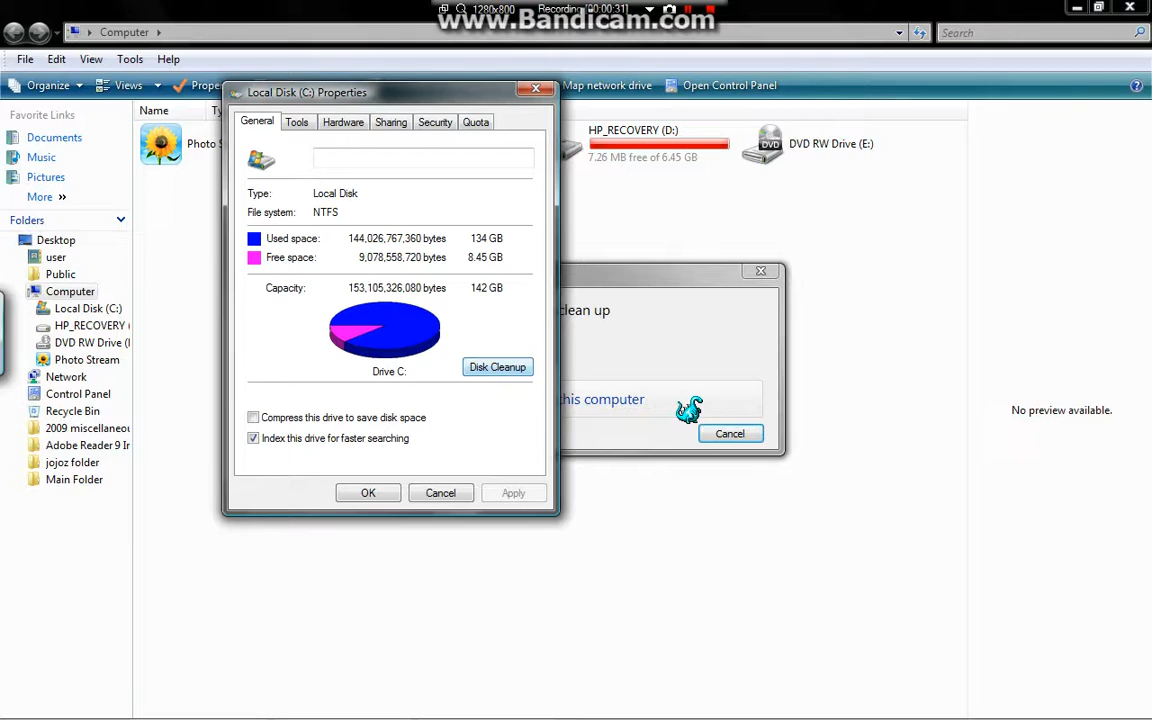 1280x800
Recording [00:00:31]
www.Bandicam.com
Computer
Search
File Edit View Tools Help
Organize Views Map network drive Open Control Panel
Local Disk (C:) Properties
Favorite Links
Documents
Music
Pictures
More »
Folders
Desktop
user
Public
Computer
Local Disk (C:)
HP_RECOVERY (
DVD RW Drive (
Photo Stream
Network
Control Panel
Recycle Bin
2009 miscellaneou
Adobe Reader 9 In
jojoz folder
Main Folder
Name
Photo S
General Tools Hardware Sharing Security Quota
Type: Local Disk
File system: NTFS
Used space: 144,026,767,360 bytes 134 GB
Free space: 9,078,558,720 bytes 8.45 GB
Capacity: 153,105,326,080 bytes 142 GB
Drive C:
Disk Cleanup
Compress this drive to save disk space
Index this drive for faster searching
OK Cancel Apply
HP_RECOVERY (D:)
7.26 MB free of 6.45 GB
DVD
DVD RW Drive (E:)
clean up
this computer
Cancel
No preview available.